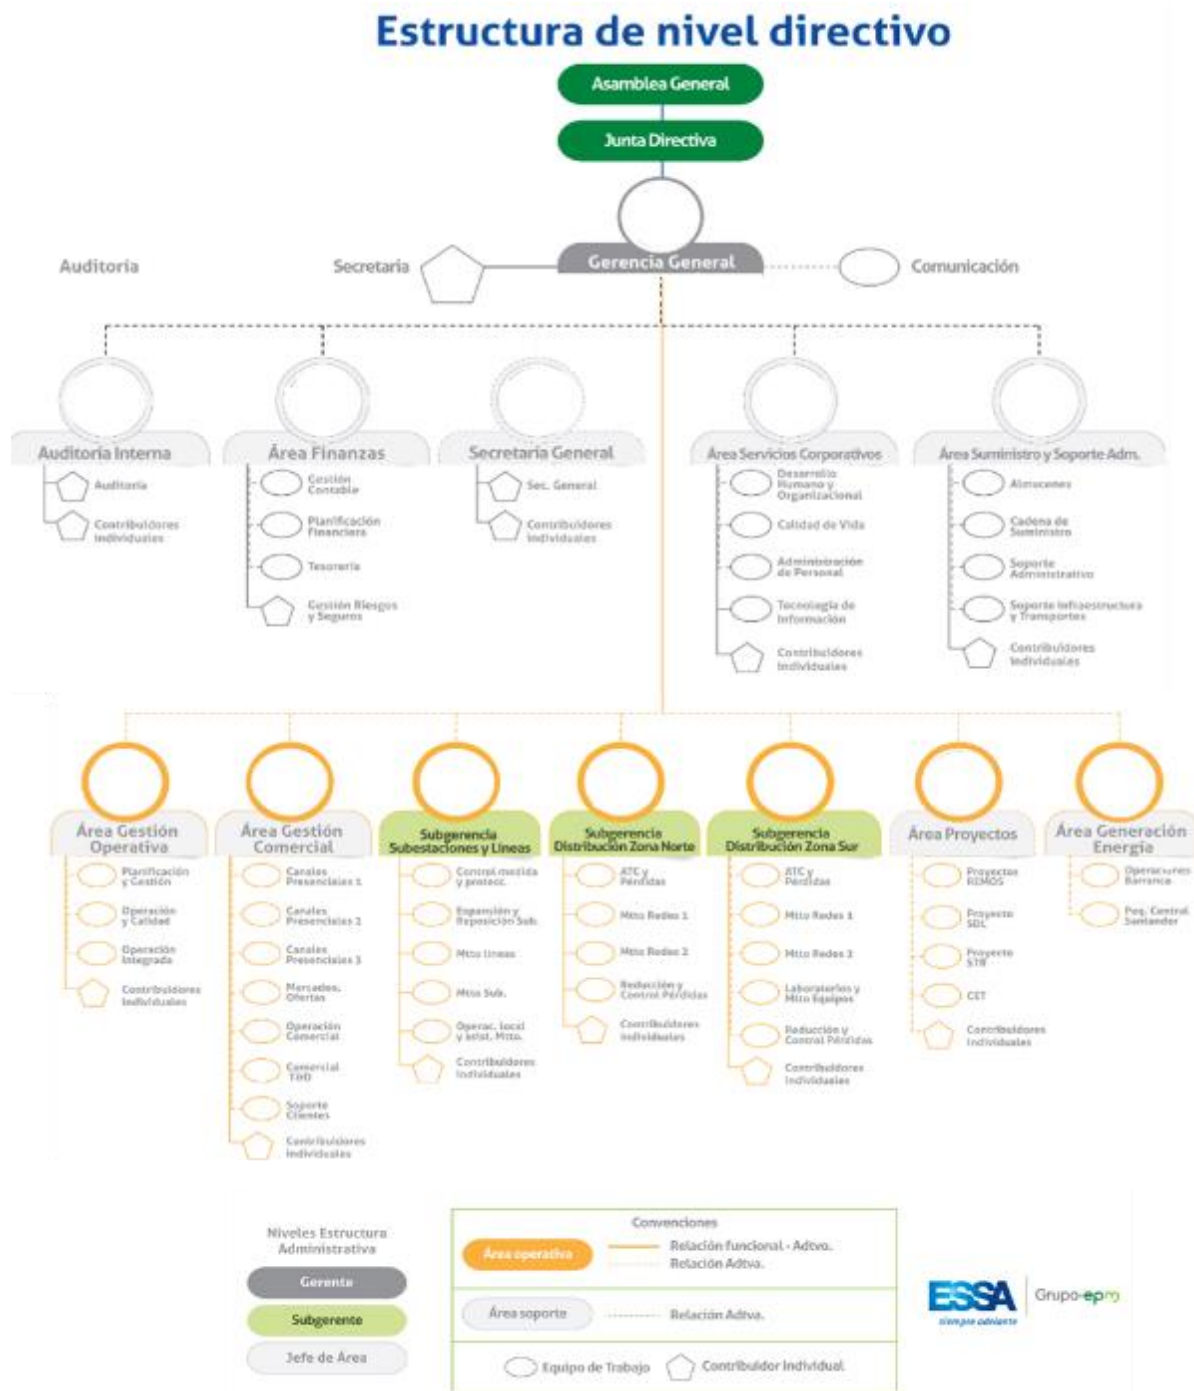 Estructura de nivel directivo
Asamblea General
Junta Directiva
Auditoría
Secretaria
Gerencia General
Comunicación
Auditoría Interna
Auditoría
Contribuidores
individuales
Área Finanzas
Gestión
Contable
Planificación
Financiera
Tesorería
Gestión Riesgos
y Seguros
Secretaría General
Sec. General
Contribuidores
individuales
Área Servicios Corporativos
Desarrollo
Humano y
Organizacional
Calidad de Vida
Administración
de Personal
Tecnología de
Información
Contribuidores
Individuales
Área Suministro y Soporte Adm.
Almacenes
Cadena de
Suministro
Soporte
Administrativo
Soporte Infraestructura
y Transportes
Contribuidores
Individuales
Área Gestión
Operativa
Planificación
y Gestión
Operación
y Calidad
Operación
Integrada
Contribuidores
Individuales
Área Gestión
Comercial
Canales
Presenciales 1
Canales
Presenciales 2
Canales
Presenciales 3
Mercadeo,
Ofertas
Operación
Comercial
Comercial
T&D
Soporte
Clientes
Contribuidores
individuales
Subgerencia
Subestaciones y Líneas
Control medida
y protecc.
Expansión y
Reposición Sub.
Mtto líneas
Mtto Sub.
Operac. local
Mtto.
Contribuidores
Individuales
Subgerencia
Distribución Zona Norte
ATC y
Pérdidas
Mtto Redes 1
Mtto Redes 2
Reducción y
Control Pérdidas
Contribuidores
individuales
Subgerencia
Distribución Zona Sur
ATC y
Pérdidas
Mtto Redes 1
Mtto Redes
Laboratorios y
Mtto Equipos
Reducción y
Control Pérdidas
Contribuidores
Individuales
Área Proyectos
Proyectos
Proyecto
SDL
Proyecto
STR
CET
Contribuidores
Individuales
Área Generación
Energía
Operaciones
Barranca
Peq. Central
Santander
Niveles Estructura
Administrativa
Gerente
Subgerente
Jefe de Área
Convenciones
Área operativa
Relación funcional - Adtvo.
Relación Adtva.
Área soporte
Relación Adtva.
Equipo de Trabajo
Contribuidor Individual
ESSA
siempre adelante
Grupo·epm